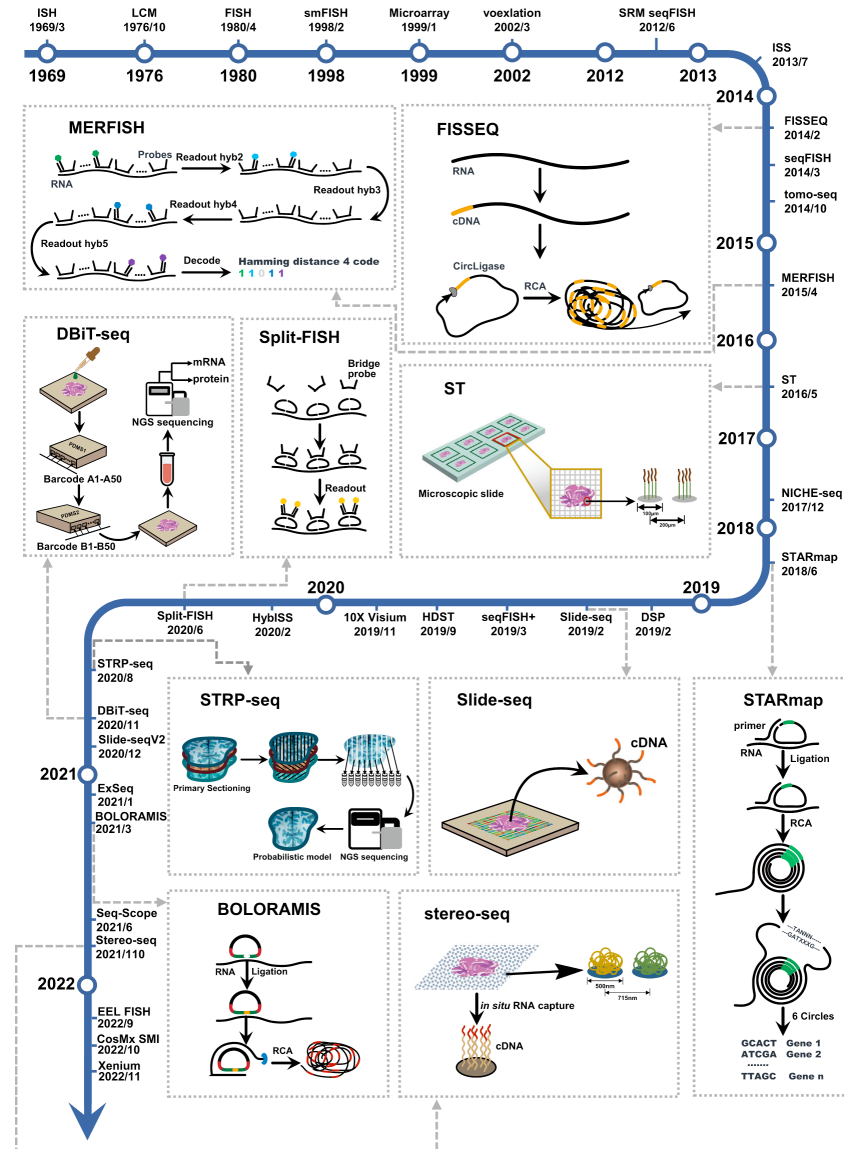 ISH
1969/3
LCM
1976/10
FISH
1980/4
smFISH
1998/2
Microarray
1999/1
voexlation
2002/3
SRM seqFISH
2012/6
ISS
2013/7
1969
1976
1980
1998
1999
2002
2012
2013
2014
FISSEQ
2014/2
seqFISH
2014/3
tomo-seq
2014/10
2015
MERFISH
2015/4
2016
ST
2016/5
2017
NICHE-seq
2017/12
2018
STARmap
2018/6
MERFISH
Probes
Readout hyb2
RNA
Readout hyb3
Readout hyb4
Readout hyb5
Decode
Hamming distance 4 code
1 1 0 1 1
FISSEQ
RNA
cDNA
CircLigase
RCA
DBiT-seq
mRNA
protein
NGS sequencing
PDMS1
Barcode A1-A50
PDMS2
Barcode B1-B50
Split-FISH
Bridge
probe
Readout
ST
Microscopic slide
100μm
200μm
2020
2019
Split-FISH
2020/6
HybISS
2020/2
10X Visium
2019/11
HDST
2019/9
seqFISH+
2019/3
Slide-seq
2019/2
DSP
2019/2
STRP-seq
2020/8
DBiT-seq
2020/11
Slide-seqV2
2020/12
2021
ExSeq
2021/1
BOLORAMIS
2021/3
Seq-Scope
2021/6
Stereo-seq
2021/110
2022
EEL FISH
2022/9
CosMx SMI
2022/10
Xenium
2022/11
STRP-seq
Primary Sectioning
Probabilistic model
NGS sequencing
Slide-seq
cDNA
STARmap
primer
RNA
Ligation
RCA
---TANNN---
---GATXXXG---
6 Circles
GCACT Gene 1
ATCGA Gene 2
.......
TTAGC Gene n
BOLORAMIS
RNA
Ligation
RCA
stereo-seq
500nm
715nm
in situ RNA capture
cDNA